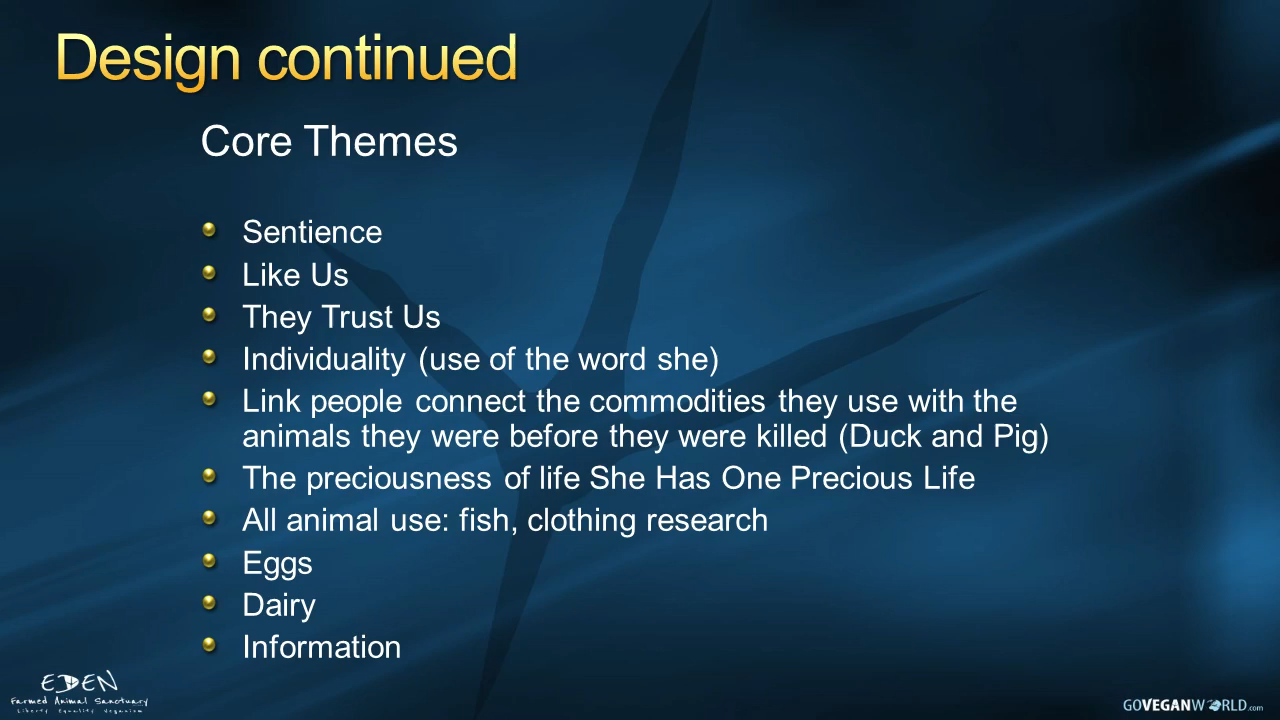 Design continued
Core Themes
Sentience
Like Us
They Trust Us
Individuality (use of the word she)
Link people connect the commodities they use with the
animals they were before they were killed (Duck and Pig)
The preciousness of life She Has One Precious Life
All animal use: fish, clothing research
Eggs
Dairy
Information
EDEN
Farmed Animal Sanctuary
Liberty Equality Veganism
GOVEGANWORLD.com